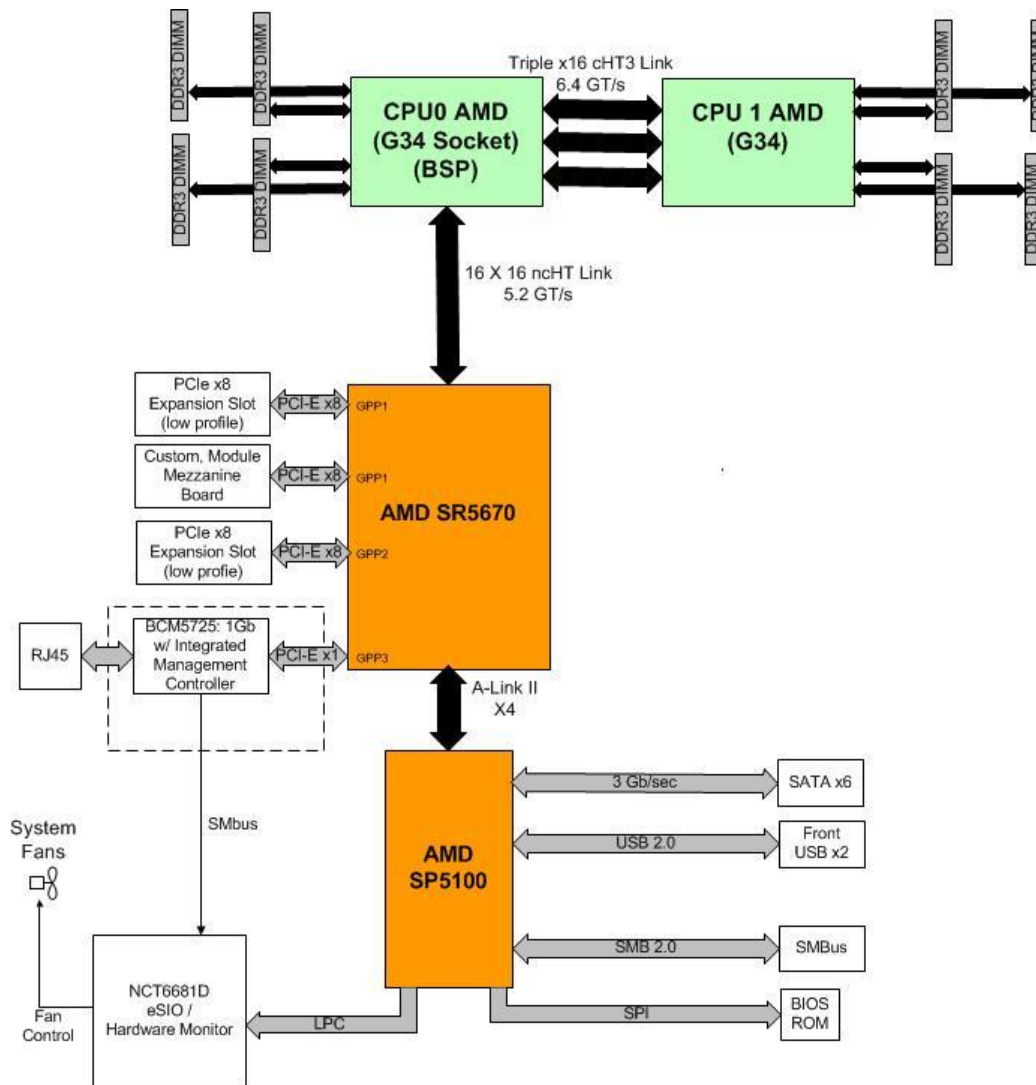 DDR3 DIMM
DDR3 DIMM
DDR3 DIMM
DDR3 DIMM
CPU0 AMD
(G34 Socket)
(BSP)
Triple x16 cHT3 Link
6.4 GT/s
CPU 1 AMD
(G34)
DDR3 DIMM
DDR3 DIMM
DDR3 DIMM
DDR3 DIMM
16 X 16 ncHT Link
5.2 GT/s
PCIe x8
Expansion Slot
(low profile)
PCI-E x8
GPP1
Custom, Module
Mezzanine
Board
PCI-E x8
GPP1
AMD SR5670
PCIe x8
Expansion Slot
(low profie)
PCI-E x8
GPP2
RJ45
BCM5725: 1Gb
w/ Integrated
Management
Controller
PCI-E x1
GPP3
A-Link II
X4
AMD
SP5100
3 Gb/sec
SATA x6
USB 2.0
Front
USB x2
SMB 2.0
SMBus
SPI
BIOS
ROM
SMbus
System
Fans
Fan
Control
NCT6681D
eSIO /
Hardware Monitor
LPC